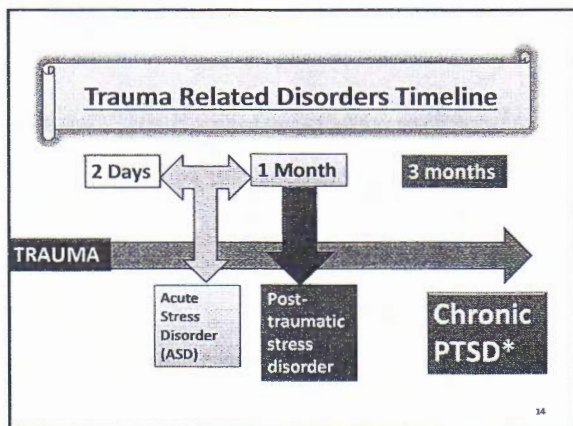 Trauma Related Disorders Timeline
2 Days
1 Month
3 months
TRAUMA
Acute
Stress
Disorder
(ASD)
Post-
traumatic
stress
disorder
Chronic
PTSD*
14